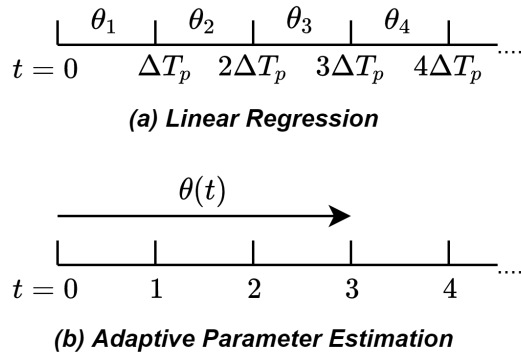 θ₁ θ₂ θ₃ θ₄
t = 0 ΔTₚ 2ΔTₚ 3ΔTₚ 4ΔTₚ ....
(a) Linear Regression
θ(t)
t = 0 1 2 3 4 ....
(b) Adaptive Parameter Estimation